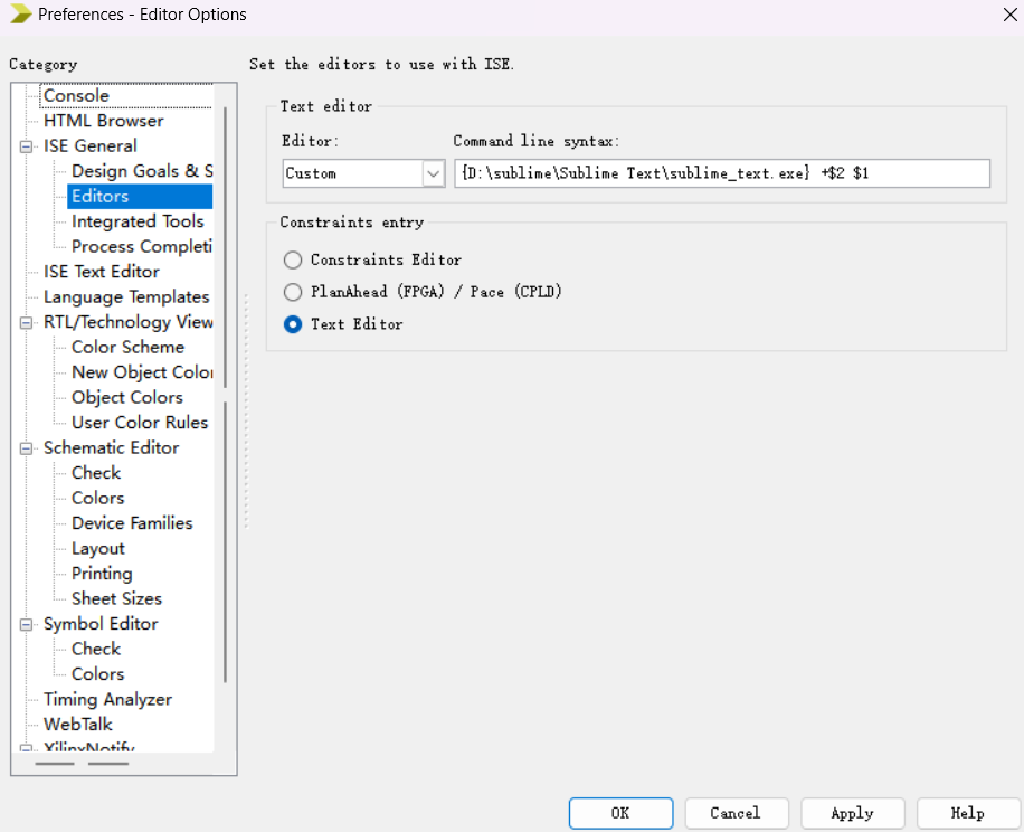 Preferences - Editor Options
Category
Console
HTML Browser
ISE General
Design Goals & S
Editors
Integrated Tools
Process Completi
ISE Text Editor
Language Templates
RTL/Technology View
Color Scheme
New Object Color
Object Colors
User Color Rules
Schematic Editor
Check
Colors
Device Families
Layout
Printing
Sheet Sizes
Symbol Editor
Check
Colors
Timing Analyzer
WebTalk
XilinxNotify
Set the editors to use with ISE.
Text editor
Editor: Command line syntax:
Custom {D:\sublime\Sublime Text\sublime_text.exe} +$2 $1
Constraints entry
Constraints Editor
PlanAhead (FPGA) / Pace (CPLD)
Text Editor
OK Cancel Apply Help